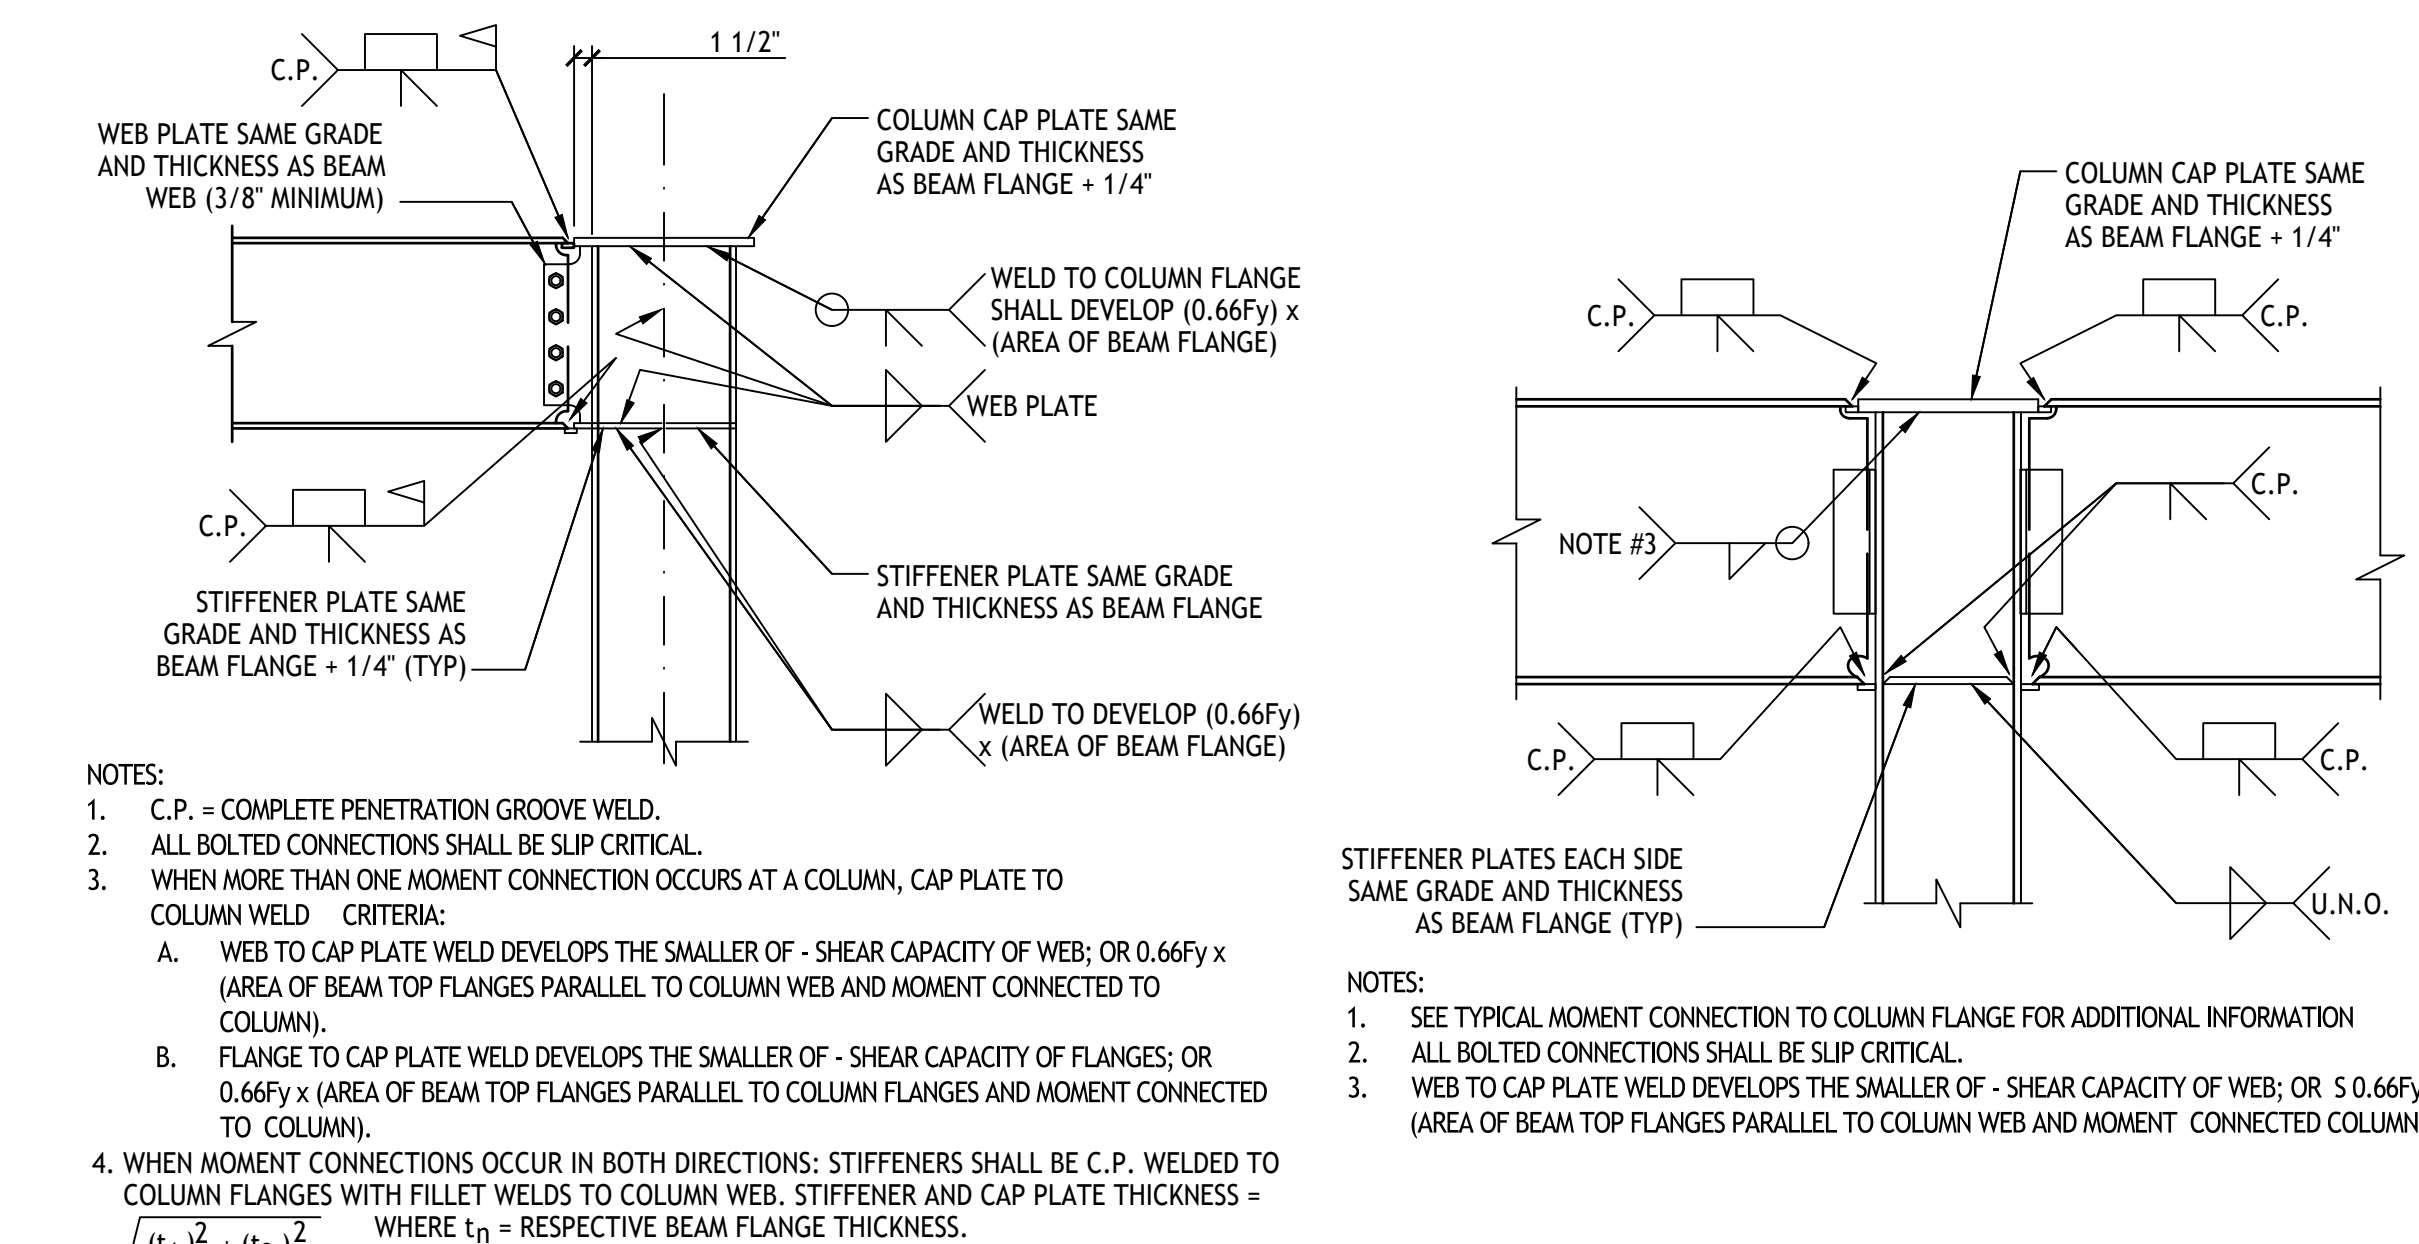 1 1/2"
C.P.
WEB PLATE SAME GRADE
AND THICKNESS AS BEAM
WEB (3/8" MINIMUM)
COLUMN CAP PLATE SAME
GRADE AND THICKNESS
AS BEAM FLANGE + 1/4"
WELD TO COLUMN FLANGE
SHALL DEVELOP (0.66Fy) x
(AREA OF BEAM FLANGE)
WEB PLATE
C.P.
STIFFENER PLATE SAME GRADE
AND THICKNESS AS BEAM FLANGE
STIFFENER PLATE SAME
GRADE AND THICKNESS AS
BEAM FLANGE + 1/4" (TYP)
WELD TO DEVELOP (0.66Fy)
x (AREA OF BEAM FLANGE)
NOTES:
1. C.P. = COMPLETE PENETRATION GROOVE WELD.
2. ALL BOLTED CONNECTIONS SHALL BE SLIP CRITICAL.
3. WHEN MORE THAN ONE MOMENT CONNECTION OCCURS AT A COLUMN, CAP PLATE TO
COLUMN WELD CRITERIA:
A. WEB TO CAP PLATE WELD DEVELOPS THE SMALLER OF - SHEAR CAPACITY OF WEB; OR 0.66Fy x
(AREA OF BEAM TOP FLANGES PARALLEL TO COLUMN WEB AND MOMENT CONNECTED TO
COLUMN).
B. FLANGE TO CAP PLATE WELD DEVELOPS THE SMALLER OF - SHEAR CAPACITY OF FLANGES; OR
0.66Fy x (AREA OF BEAM TOP FLANGES PARALLEL TO COLUMN FLANGES AND MOMENT CONNECTED
TO COLUMN).
4. WHEN MOMENT CONNECTIONS OCCUR IN BOTH DIRECTIONS: STIFFENERS SHALL BE C.P. WELDED TO
COLUMN FLANGES WITH FILLET WELDS TO COLUMN WEB. STIFFENER AND CAP PLATE THICKNESS =
WHERE tn = RESPECTIVE BEAM FLANGE THICKNESS.
COLUMN CAP PLATE SAME
GRADE AND THICKNESS
AS BEAM FLANGE + 1/4"
C.P.
C.P.
C.P.
NOTE #3
C.P.
C.P.
STIFFENER PLATES EACH SIDE
SAME GRADE AND THICKNESS
AS BEAM FLANGE (TYP)
U.N.O.
NOTES:
1. SEE TYPICAL MOMENT CONNECTION TO COLUMN FLANGE FOR ADDITIONAL INFORMATION
2. ALL BOLTED CONNECTIONS SHALL BE SLIP CRITICAL.
3. WEB TO CAP PLATE WELD DEVELOPS THE SMALLER OF - SHEAR CAPACITY OF WEB; OR S 0.66Fy
(AREA OF BEAM TOP FLANGES PARALLEL TO COLUMN WEB AND MOMENT CONNECTED COLUMN